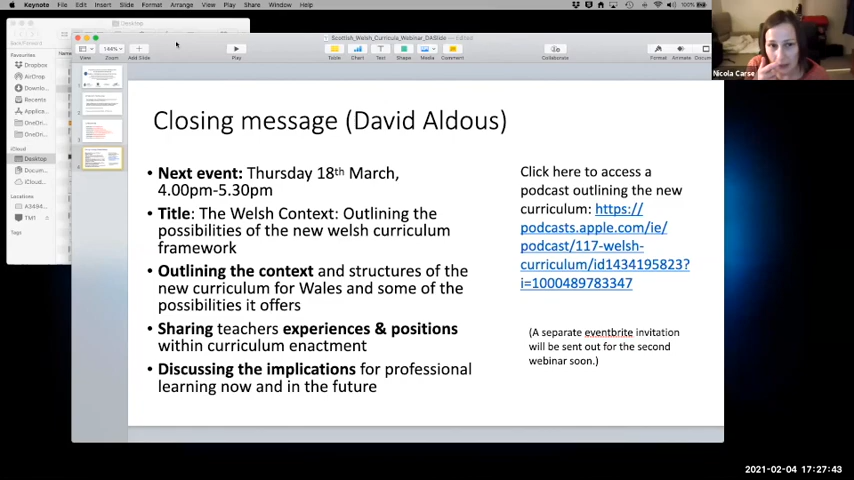 Keynote File Edit Insert Slide Format Arrange View Play Share Window Help
100%
Desktop
Scottish_Welsh_Curricula_Webinar_DASlide — Edited
144%
View Zoom Add Slide Play Table Chart Text Shape Media Comment Collaborate Format Animate
Favourites
Dropbox
AirDrop
Recents
iCloud
Desktop
Locations
TM1
Tags
Nicola Carse
Closing message (David Aldous)
• Next event: Thursday 18th March,
4.00pm-5.30pm
• Title: The Welsh Context: Outlining the
possibilities of the new welsh curriculum
framework
• Outlining the context and structures of the
new curriculum for Wales and some of the
possibilities it offers
• Sharing teachers experiences & positions
within curriculum enactment
• Discussing the implications for professional
learning now and in the future
Click here to access a
podcast outlining the new
curriculum: https://
podcasts.apple.com/ie/
podcast/117-welsh-
curriculum/id1434195823?
i=1000489783347
(A separate eventbrite invitation
will be sent out for the second
webinar soon.)
2021-02-04 17:27:43